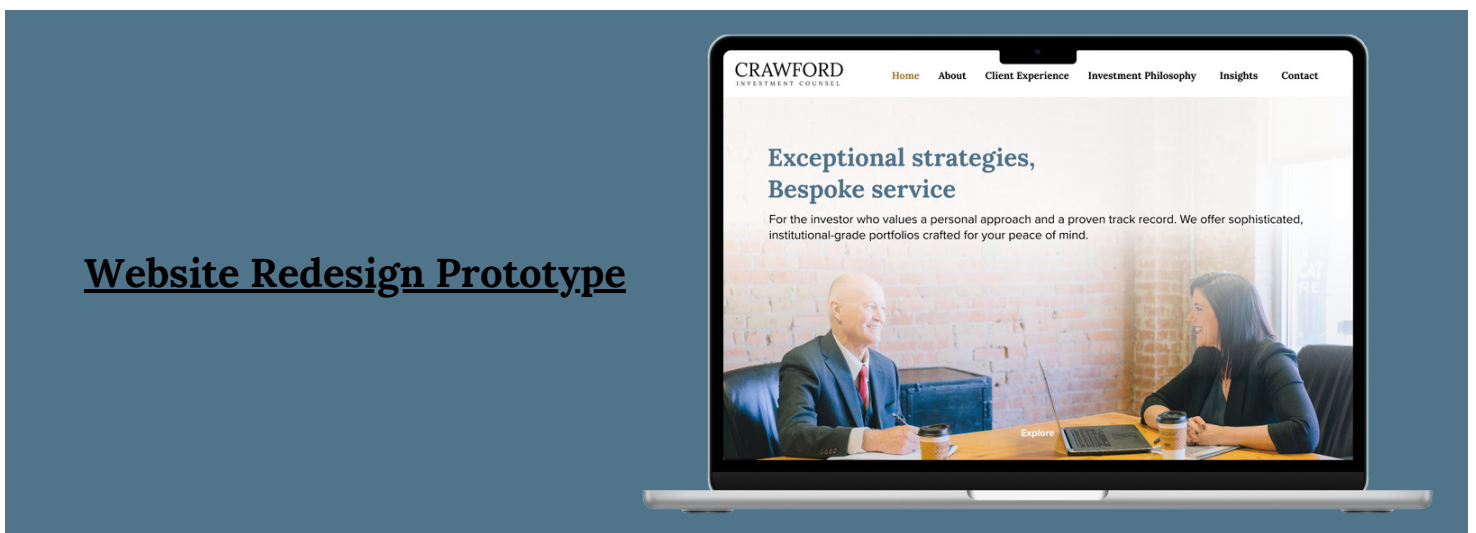 Website Redesign Prototype
CRAWFORD
INVESTMENT COUNSEL
Home About Client Experience Investment Philosophy Insights Contact
Exceptional strategies,
Bespoke service
For the investor who values a personal approach and a proven track record. We offer sophisticated,
institutional-grade portfolios crafted for your peace of mind.
Explore